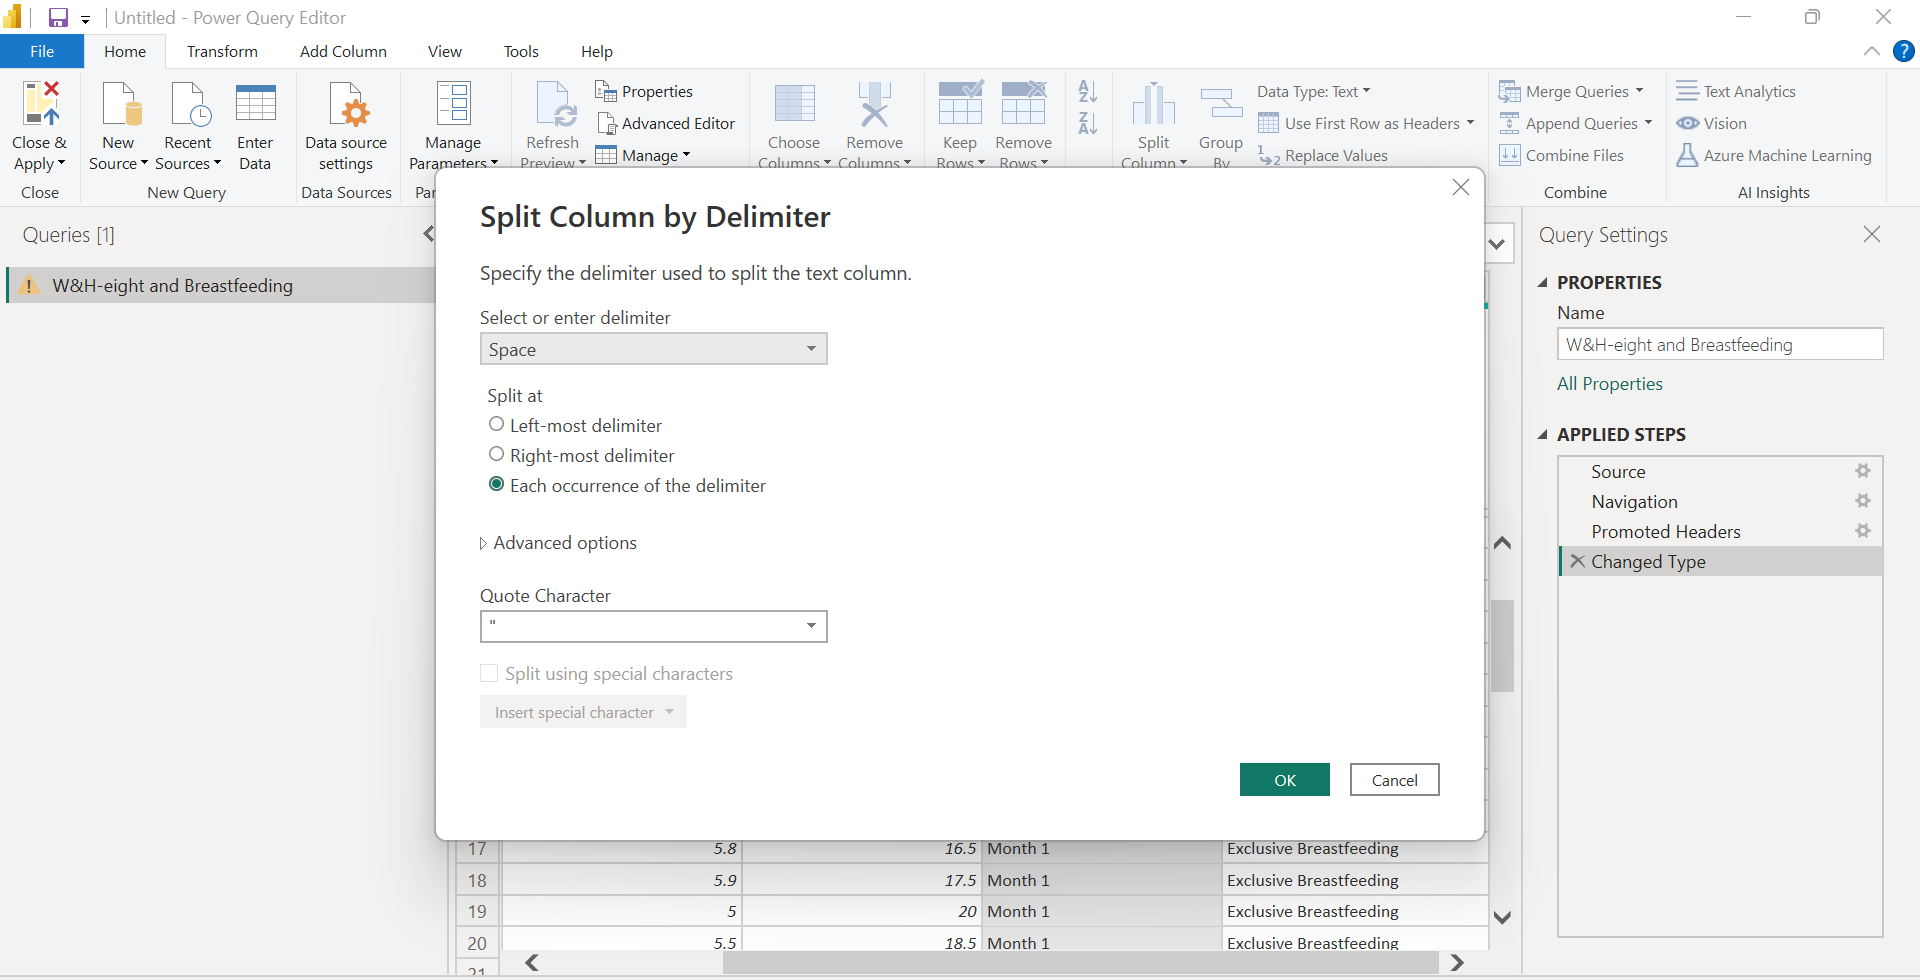 Untitled - Power Query Editor
File Home Transform Add Column View Tools Help
Close & Apply
Close
New Source
Recent Sources
Enter Data
New Query
Data source settings
Data Sources
Manage Parameters
Par
Refresh Preview
Properties
Advanced Editor
Manage
Choose Columns
Remove Columns
Keep Rows
Remove Rows
Split Column
Group By
Data Type: Text
Use First Row as Headers
Replace Values
Merge Queries
Append Queries
Combine Files
Combine
Text Analytics
Vision
Azure Machine Learning
AI Insights
Queries [1]
W&H-eight and Breastfeeding
Split Column by Delimiter
Specify the delimiter used to split the text column.
Select or enter delimiter
Space
Split at
Left-most delimiter
Right-most delimiter
Each occurrence of the delimiter
Advanced options
Quote Character
"
Split using special characters
Insert special character
OK Cancel
17 5.8 16.5 Month 1 Exclusive Breastfeeding
18 5.9 17.5 Month 1 Exclusive Breastfeeding
19 5 20 Month 1 Exclusive Breastfeeding
20 5.5 18.5 Month 1 Exclusive Breastfeeding
21
Query Settings
PROPERTIES
Name
W&H-eight and Breastfeeding
All Properties
APPLIED STEPS
Source
Navigation
Promoted Headers
Changed Type